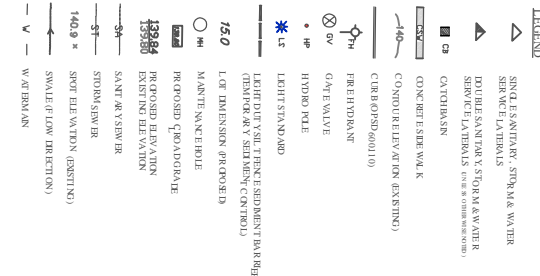 LEGEND
SINGLE SANITARY, STORM & WATER
SERVICE LATERALS
DOUBLE SANITARY, STORM & WATER
SERVICE LATERALS (UNLESS OTHERWISE NOTED)
CB
CATCHBASIN
CSW
CONCRETE SIDEWALK
140
CONTOUR ELEVATION (EXISTING)
CURB (OPSD 600.110)
FH
FIRE HYDRANT
GV
GATE VALVE
HP
HYDRO POLE
LS
LIGHT STANDARD
LIGHT DUTY SILT FENCE SEDIMENT BARRIER
(TEMPORARY SEDIMENT CONTROL)
15.0
LOT DIMENSION (PROPOSED)
MH
MAINTENANCE HOLE
PROPOSED ROAD GRADE
139.84
139.80
PROPOSED ELEVATION
EXISTING ELEVATION
SA
SANITARY SEWER
ST
STORM SEWER
140.9 ×
SPOT ELEVATION (EXISTING)
SWALE (FLOW DIRECTION)
W
WATERMAIN